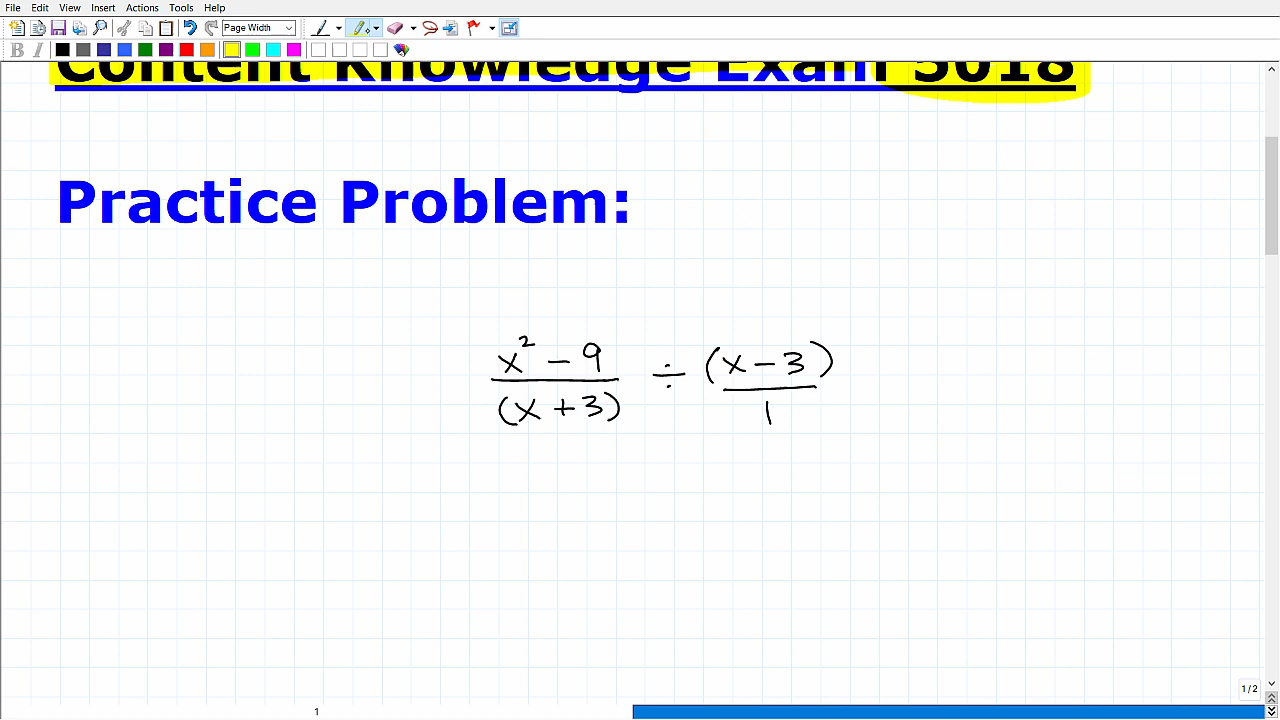 File Edit View Insert Actions Tools Help
Page Width
B I
Content Knowledge Exam 5018
Practice Problem:
x² - 9 ÷ (x - 3)
(x + 3) 1
1/2
1